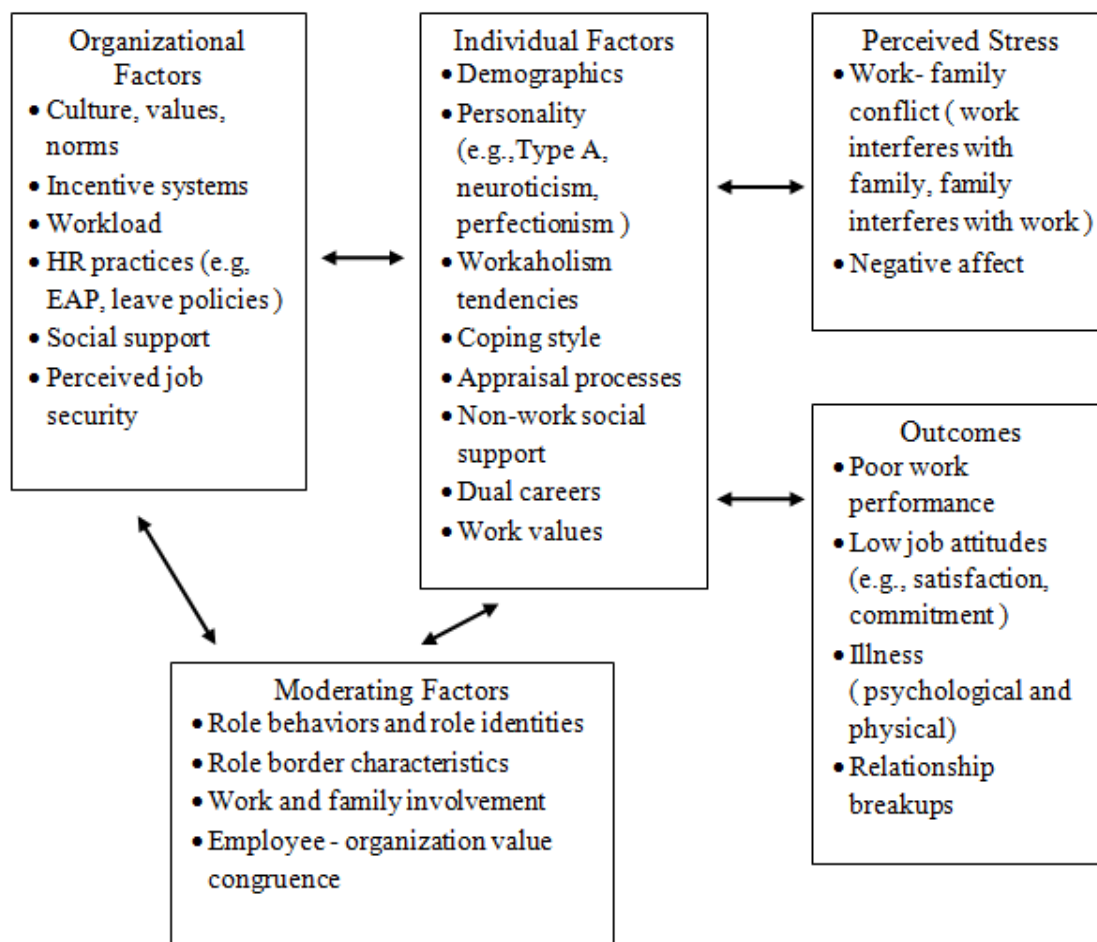 Organizational
Factors
• Culture, values,
norms
• Incentive systems
• Workload
• HR practices (e.g,
EAP, leave policies )
• Social support
• Perceived job
security
Individual Factors
• Demographics
• Personality
(e.g.,Type A,
neuroticism,
perfectionism )
• Workaholism
tendencies
• Coping style
• Appraisal processes
• Non-work social
support
• Dual careers
• Work values
Perceived Stress
• Work- family
conflict ( work
interferes with
family, family
interferes with work )
• Negative affect
Outcomes
• Poor work
performance
• Low job attitudes
(e.g., satisfaction,
commitment )
• Illness
( psychological and
physical)
• Relationship
breakups
Moderating Factors
• Role behaviors and role identities
• Role border characteristics
• Work and family involvement
• Employee - organization value
congruence